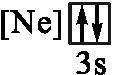 [Ne] ↑↓
3s